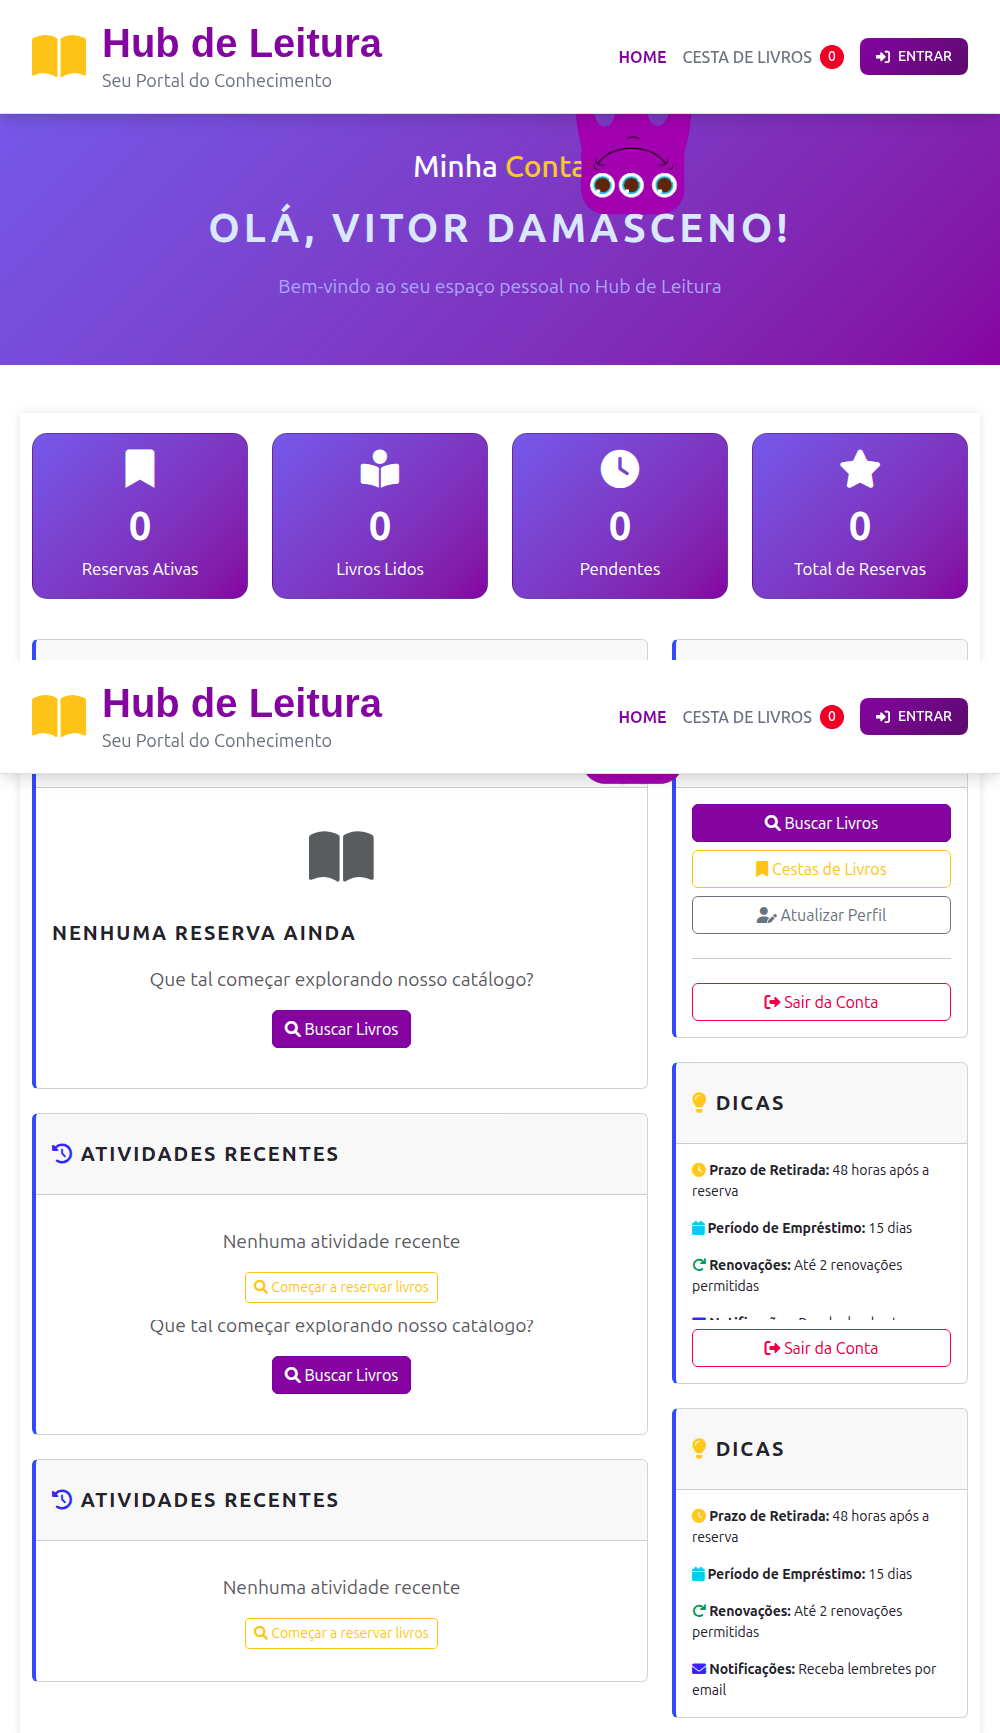 Hub de Leitura
Seu Portal do Conhecimento
HOME CESTA DE LIVROS 0 ENTRAR
Minha Conta
OLÁ, VITOR DAMASCENO!
Bem-vindo ao seu espaço pessoal no Hub de Leitura
0
Reservas Ativas
0
Livros Lidos
0
Pendentes
0
Total de Reservas
Hub de Leitura
Seu Portal do Conhecimento
HOME CESTA DE LIVROS 0 ENTRAR
NENHUMA RESERVA AINDA
Que tal começar explorando nosso catálogo?
Buscar Livros
Buscar Livros
Cestas de Livros
Atualizar Perfil
Sair da Conta
ATIVIDADES RECENTES
Nenhuma atividade recente
Começar a reservar livros
DICAS
Prazo de Retirada: 48 horas após a
reserva
Período de Empréstimo: 15 dias
Renovações: Até 2 renovações
permitidas
Que tal começar explorando nosso catálogo?
Buscar Livros
Sair da Conta
ATIVIDADES RECENTES
Nenhuma atividade recente
Começar a reservar livros
DICAS
Prazo de Retirada: 48 horas após a
reserva
Período de Empréstimo: 15 dias
Renovações: Até 2 renovações
permitidas
Notificações: Receba lembretes por
email